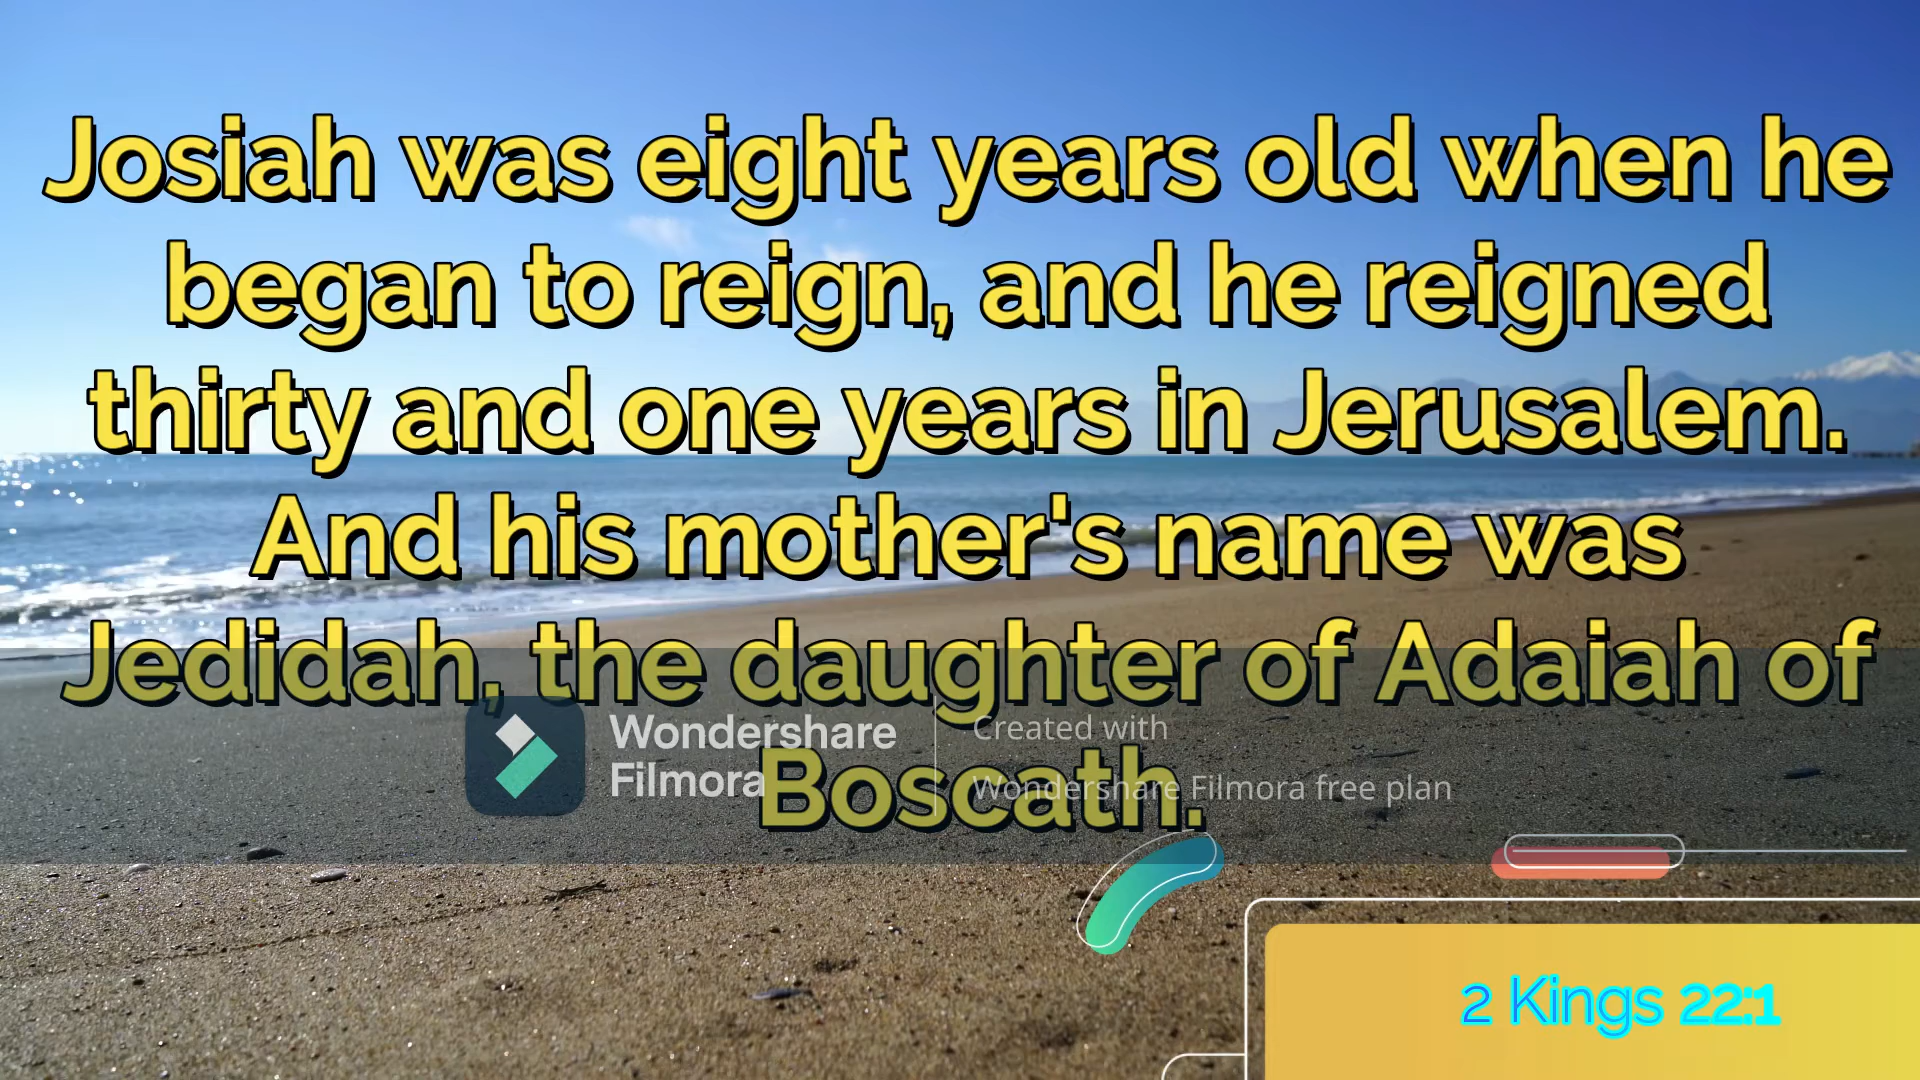 Josiah was eight years old when he
began to reign, and he reigned
thirty and one years in Jerusalem.
And his mother's name was
Jedidah, the daughter of Adaiah of
Boscath.
Wondershare
Filmora
Created with
Wondershare Filmora free plan
2 Kings 22:1